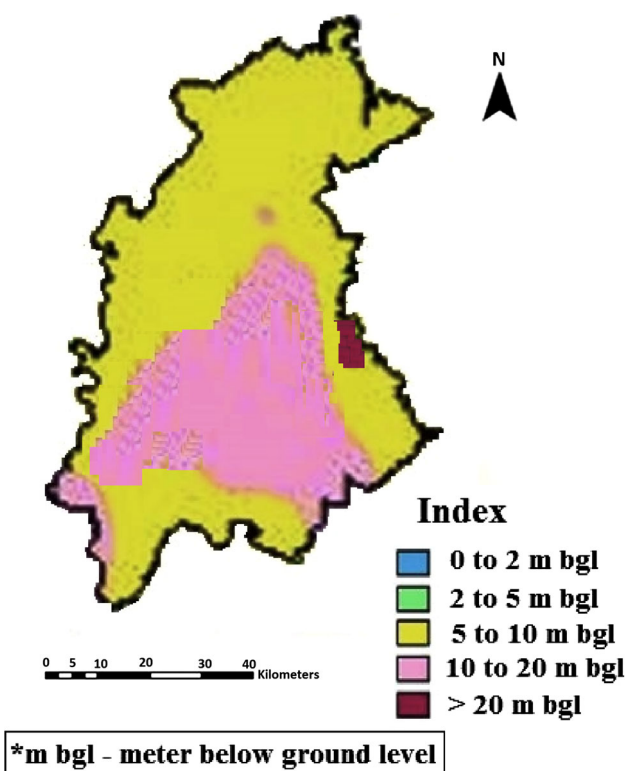 N
Index
0 to 2 m bgl
2 to 5 m bgl
5 to 10 m bgl
10 to 20 m bgl
> 20 m bgl
0 5 10 20 30 40
Kilometers
*m bgl - meter below ground level